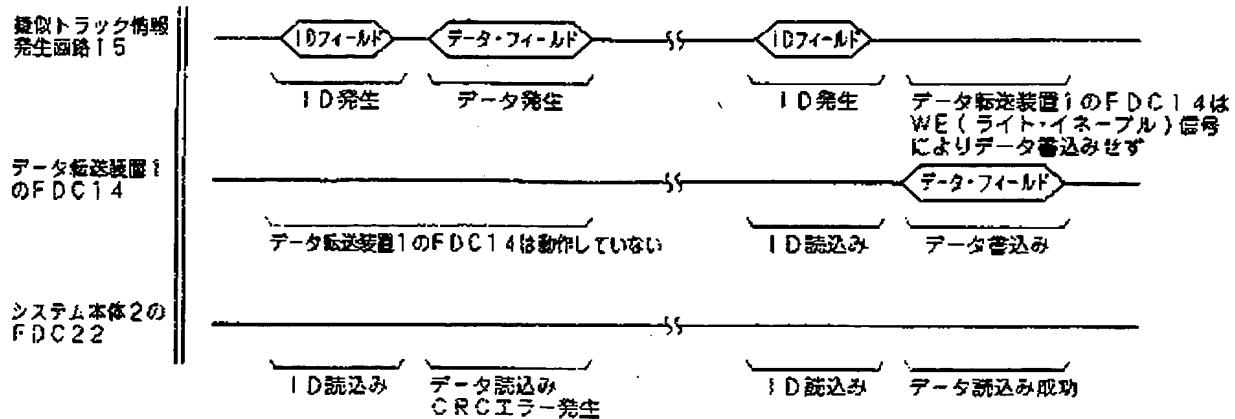 擬似トラック情報
発生回路15
IDフィールド
データ・フィールド
IDフィールド
ID発生
データ発生
ID発生
データ転送装置1のFDC14は
WE(ライト・イネーブル)信号
によりデータ書込みせず
データ転送装置1
のFDC14
データ・フィールド
データ転送装置1のFDC14は動作していない
ID読込み
データ書込み
システム本体2の
FDC22
ID読込み
データ読込み
CRCエラー発生
ID読込み
データ読込み成功